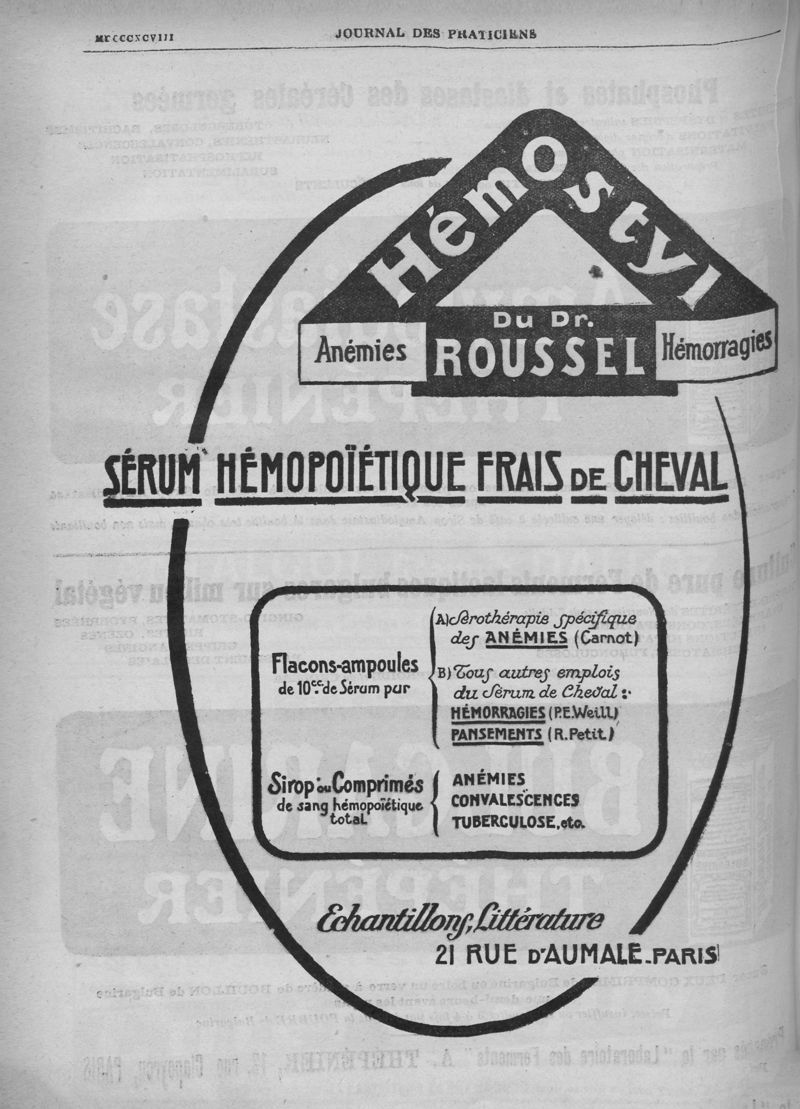 MDCCCXCVIII
JOURNAL DES PRATICIENS
Hémostyl
Du Dr.
ROUSSEL
Anémies
Hémorragies
SÉRUM HÉMOPOÏÉTIQUE FRAIS DE CHEVAL
Flacons-ampoules
de 10cc. de Sérum pur
A) Sérothérapie spécifique
des ANÉMIES (Carnot)
B) Tous autres emplois
du Sérum de Cheval :
HÉMORRAGIES (P.E. Weill)
PANSEMENTS (R. Petit)
Sirop ou Comprimés
de sang hémopoïétique
total
ANÉMIES
CONVALESCENCES
TUBERCULOSE, etc.
Echantillons, Littérature
21 RUE D'AUMALE - PARIS